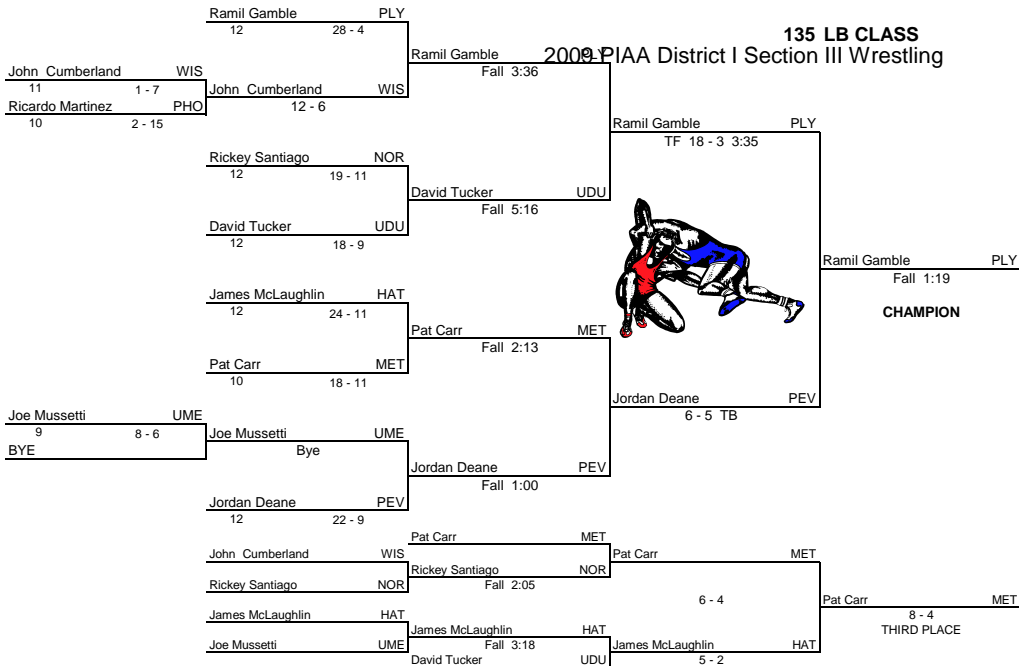 135 LB CLASS
2009 PIAA District I Section III Wrestling
Ramil Gamble PLY
12 28 - 4
Ramil Gamble PLY
Fall 3:36
John Cumberland WIS
11 1 - 7
John Cumberland WIS
12 - 6
Ricardo Martinez PHO
10 2 - 15
Ramil Gamble PLY
TF 18 - 3 3:35
Rickey Santiago NOR
12 19 - 11
David Tucker UDU
Fall 5:16
David Tucker UDU
12 18 - 9
Ramil Gamble PLY
Fall 1:19
CHAMPION
James McLaughlin HAT
12 24 - 11
Pat Carr MET
Fall 2:13
Pat Carr MET
10 18 - 11
Jordan Deane PEV
6 - 5 TB
Joe Mussetti UME
9 8 - 6
Joe Mussetti UME
Bye
BYE
Jordan Deane PEV
Fall 1:00
Jordan Deane PEV
12 22 - 9
Pat Carr MET
John Cumberland WIS
Pat Carr MET
6 - 4
Rickey Santiago NOR
Fall 2:05
Rickey Santiago NOR
Pat Carr MET
8 - 4
THIRD PLACE
James McLaughlin HAT
James McLaughlin HAT
Fall 3:18
Joe Mussetti UME
James McLaughlin HAT
5 - 2
David Tucker UDU